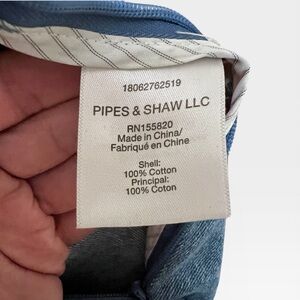 18062762519
PIPES & SHAW LLC
RN155820
Made in China/
Fabriqué en Chine
Shell:
100% Cotton
Principal:
100% Coton